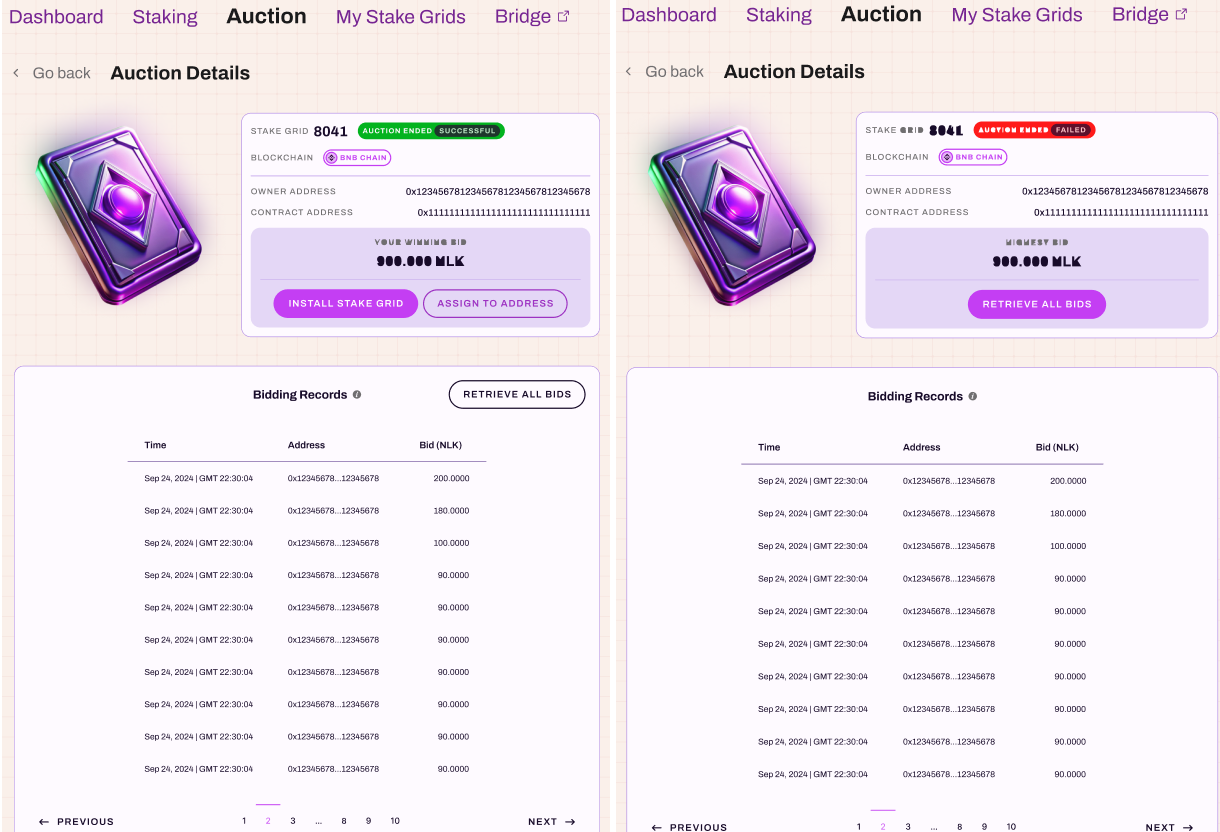 Dashboard Staking Auction My Stake Grids Bridge
Go back Auction Details
STAKE GRID 8041 AUCTION ENDED SUCCESSFUL
BLOCKCHAIN BNB CHAIN
OWNER ADDRESS 0x12345678123456781234567812345678
CONTRACT ADDRESS 0x11111111111111111111111111111111
YOUR WINNING BID
900.000 NLK
INSTALL STAKE GRID ASSIGN TO ADDRESS
Bidding Records RETRIEVE ALL BIDS
Time Address Bid (NLK)
Sep 24, 2024 | GMT 22:30:04 0x12345678...12345678 200.0000
Sep 24, 2024 | GMT 22:30:04 0x12345678...12345678 180.0000
Sep 24, 2024 | GMT 22:30:04 0x12345678...12345678 100.0000
Sep 24, 2024 | GMT 22:30:04 0x12345678...12345678 90.0000
Sep 24, 2024 | GMT 22:30:04 0x12345678...12345678 90.0000
Sep 24, 2024 | GMT 22:30:04 0x12345678...12345678 90.0000
Sep 24, 2024 | GMT 22:30:04 0x12345678...12345678 90.0000
Sep 24, 2024 | GMT 22:30:04 0x12345678...12345678 90.0000
Sep 24, 2024 | GMT 22:30:04 0x12345678...12345678 90.0000
Sep 24, 2024 | GMT 22:30:04 0x12345678...12345678 90.0000
← PREVIOUS 1 2 3 ... 8 9 10 NEXT →
Dashboard Staking Auction My Stake Grids Bridge
Go back Auction Details
STAKE GRID 8041 AUCTION ENDED FAILED
BLOCKCHAIN BNB CHAIN
OWNER ADDRESS 0x12345678123456781234567812345678
CONTRACT ADDRESS 0x11111111111111111111111111111111
HIGHEST BID
900.000 NLK
RETRIEVE ALL BIDS
Bidding Records
Time Address Bid (NLK)
Sep 24, 2024 | GMT 22:30:04 0x12345678...12345678 200.0000
Sep 24, 2024 | GMT 22:30:04 0x12345678...12345678 180.0000
Sep 24, 2024 | GMT 22:30:04 0x12345678...12345678 100.0000
Sep 24, 2024 | GMT 22:30:04 0x12345678...12345678 90.0000
Sep 24, 2024 | GMT 22:30:04 0x12345678...12345678 90.0000
Sep 24, 2024 | GMT 22:30:04 0x12345678...12345678 90.0000
Sep 24, 2024 | GMT 22:30:04 0x12345678...12345678 90.0000
Sep 24, 2024 | GMT 22:30:04 0x12345678...12345678 90.0000
Sep 24, 2024 | GMT 22:30:04 0x12345678...12345678 90.0000
Sep 24, 2024 | GMT 22:30:04 0x12345678...12345678 90.0000
← PREVIOUS 1 2 3 ... 8 9 10 NEXT →